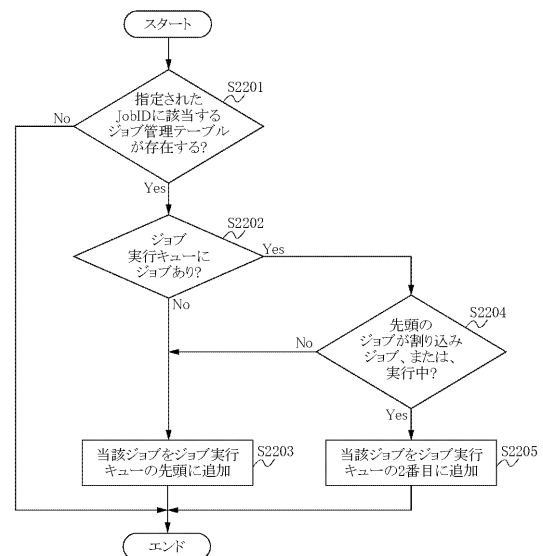 スタート
S2201
指定された
JobIDに該当する
ジョブ管理テーブル
が存在する?
No
Yes
S2202
ジョブ
実行キューに
ジョブあり?
Yes
No
S2204
先頭の
ジョブが割り込み
ジョブ、または、
実行中?
No
Yes
当該ジョブをジョブ実行
キューの先頭に追加
S2203
当該ジョブをジョブ実行
キューの2番目に追加
S2205
エンド